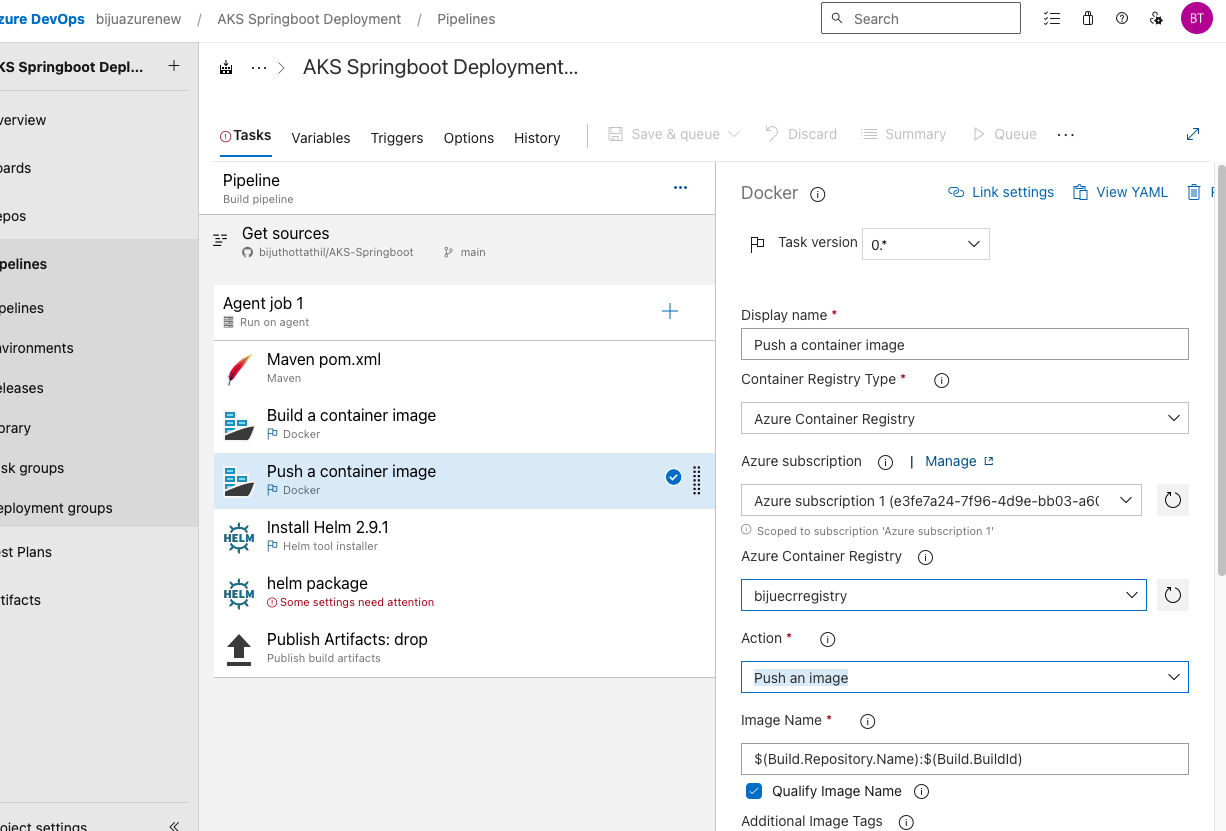 zure DevOps bijuazurenew / AKS Springboot Deployment / Pipelines Search BT
KS Springboot Depl... +
AKS Springboot Deployment...
verview
oards
epos
pelines
pelines
nvironments
eleases
brary
sk groups
eployment groups
est Plans
tifacts
oject settings
Tasks Variables Triggers Options History Save & queue Discard Summary Queue ...
Pipeline
Build pipeline
Get sources
bijuthottathil/AKS-Springboot main
Agent job 1
Run on agent
Maven pom.xml
Maven
Build a container image
Docker
Push a container image
Docker
Install Helm 2.9.1
HELM Helm tool installer
helm package
HELM Some settings need attention
Publish Artifacts: drop
Publish build artifacts
Docker Link settings View YAML
Task version 0.*
Display name *
Push a container image
Container Registry Type *
Azure Container Registry
Azure subscription | Manage
Azure subscription 1 (e3fe7a24-7f96-4d9e-bb03-a60
Scoped to subscription 'Azure subscription 1'
Azure Container Registry
bijuecrregistry
Action *
Push an image
Image Name *
$(Build.Repository.Name):$(Build.BuildId)
Qualify Image Name
Additional Image Tags